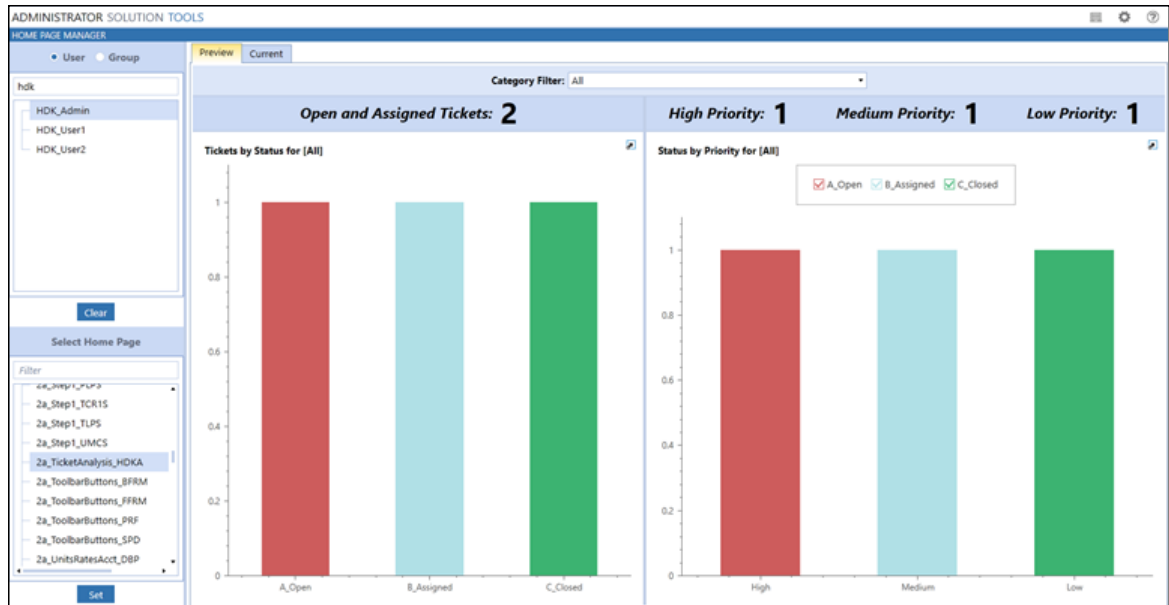 ADMINISTRATOR SOLUTION TOOLS
HOME PAGE MANAGER
User Group
hdk
HDK_Admin
HDK_User1
HDK_User2
Clear
Select Home Page
Filter
2a_Step1_PLPS
2a_Step1_TCR1S
2a_Step1_TLPS
2a_Step1_UMCS
2a_TicketAnalysis_HDKA
2a_ToolbarButtons_BFRM
2a_ToolbarButtons_FFRM
2a_ToolbarButtons_PRF
2a_ToolbarButtons_SPD
2a_UnitsRatesAcct_DBP
Set
Preview Current
Category Filter: All
Open and Assigned Tickets: 2
High Priority: 1 Medium Priority: 1 Low Priority: 1
Tickets by Status for [All]
1
0.8
0.6
0.4
0.2
0
A_Open B_Assigned C_Closed
Status by Priority for [All]
A_Open B_Assigned C_Closed
1
0.8
0.6
0.4
0.2
0
High Medium Low